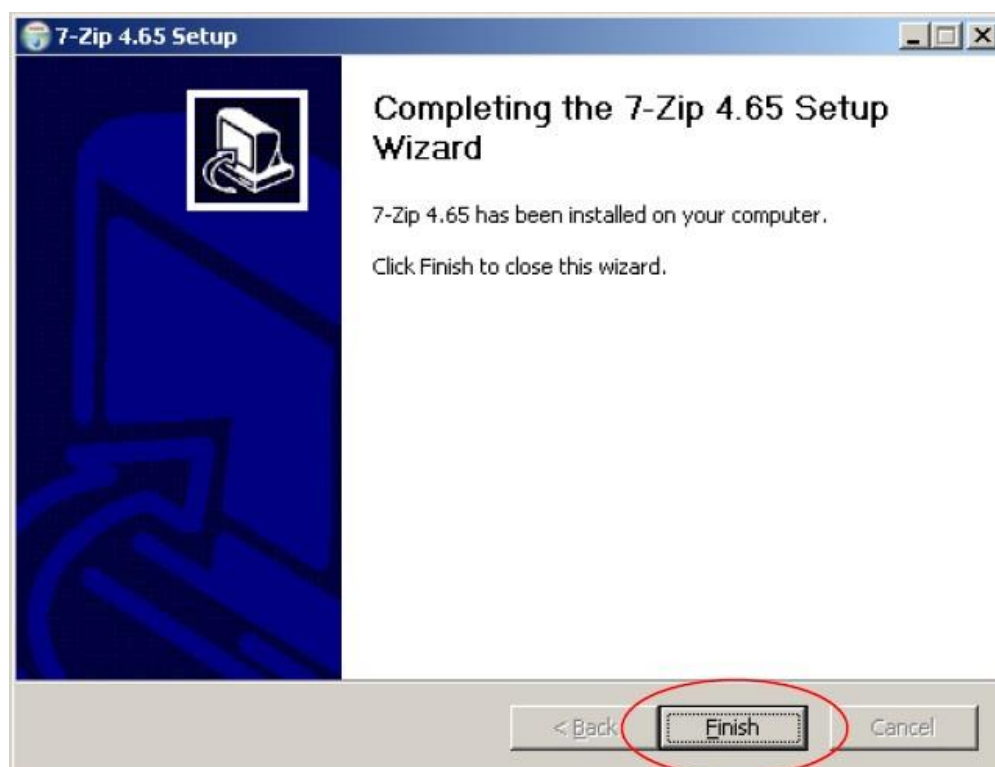 7-Zip 4.65 Setup
Completing the 7-Zip 4.65 Setup
Wizard
7-Zip 4.65 has been installed on your computer.
Click Finish to close this wizard.
< Back
Finish
Cancel